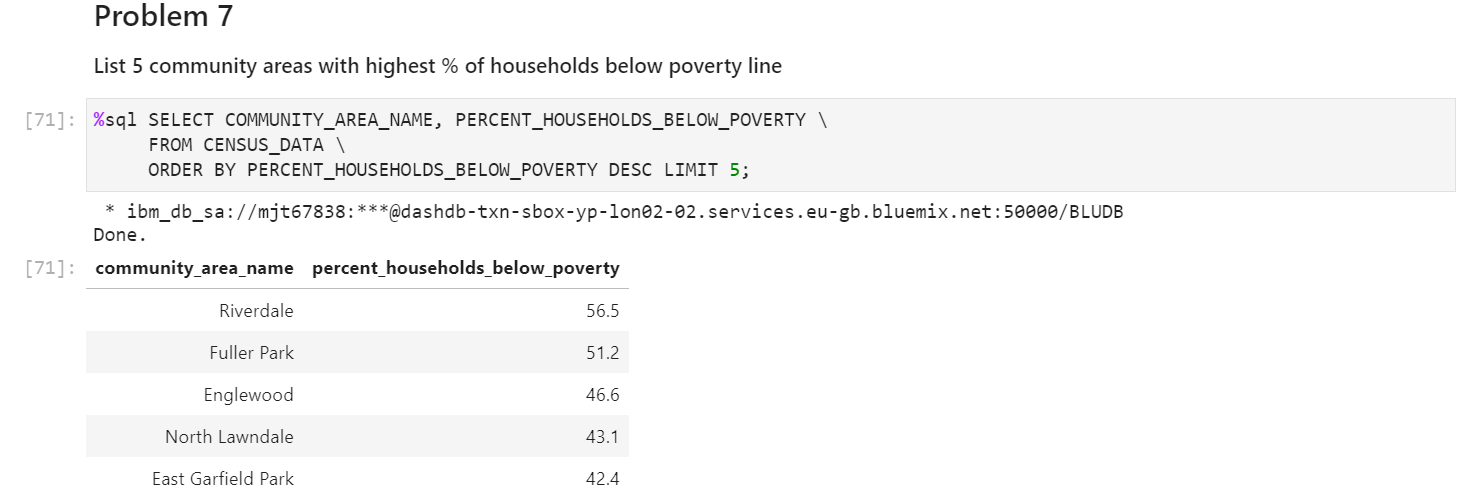 Problem 7
List 5 community areas with highest % of households below poverty line
[71]: %sql SELECT COMMUNITY_AREA_NAME, PERCENT_HOUSEHOLDS_BELOW_POVERTY \
FROM CENSUS_DATA \
ORDER BY PERCENT_HOUSEHOLDS_BELOW_POVERTY DESC LIMIT 5;
* ibm_db_sa://mjt67838:***@dashdb-txn-sbox-yp-lon02-02.services.eu-gb.bluemix.net:50000/BLUDB
Done.
[71]: community_area_name percent_households_below_poverty
Riverdale 56.5
Fuller Park 51.2
Englewood 46.6
North Lawndale 43.1
East Garfield Park 42.4